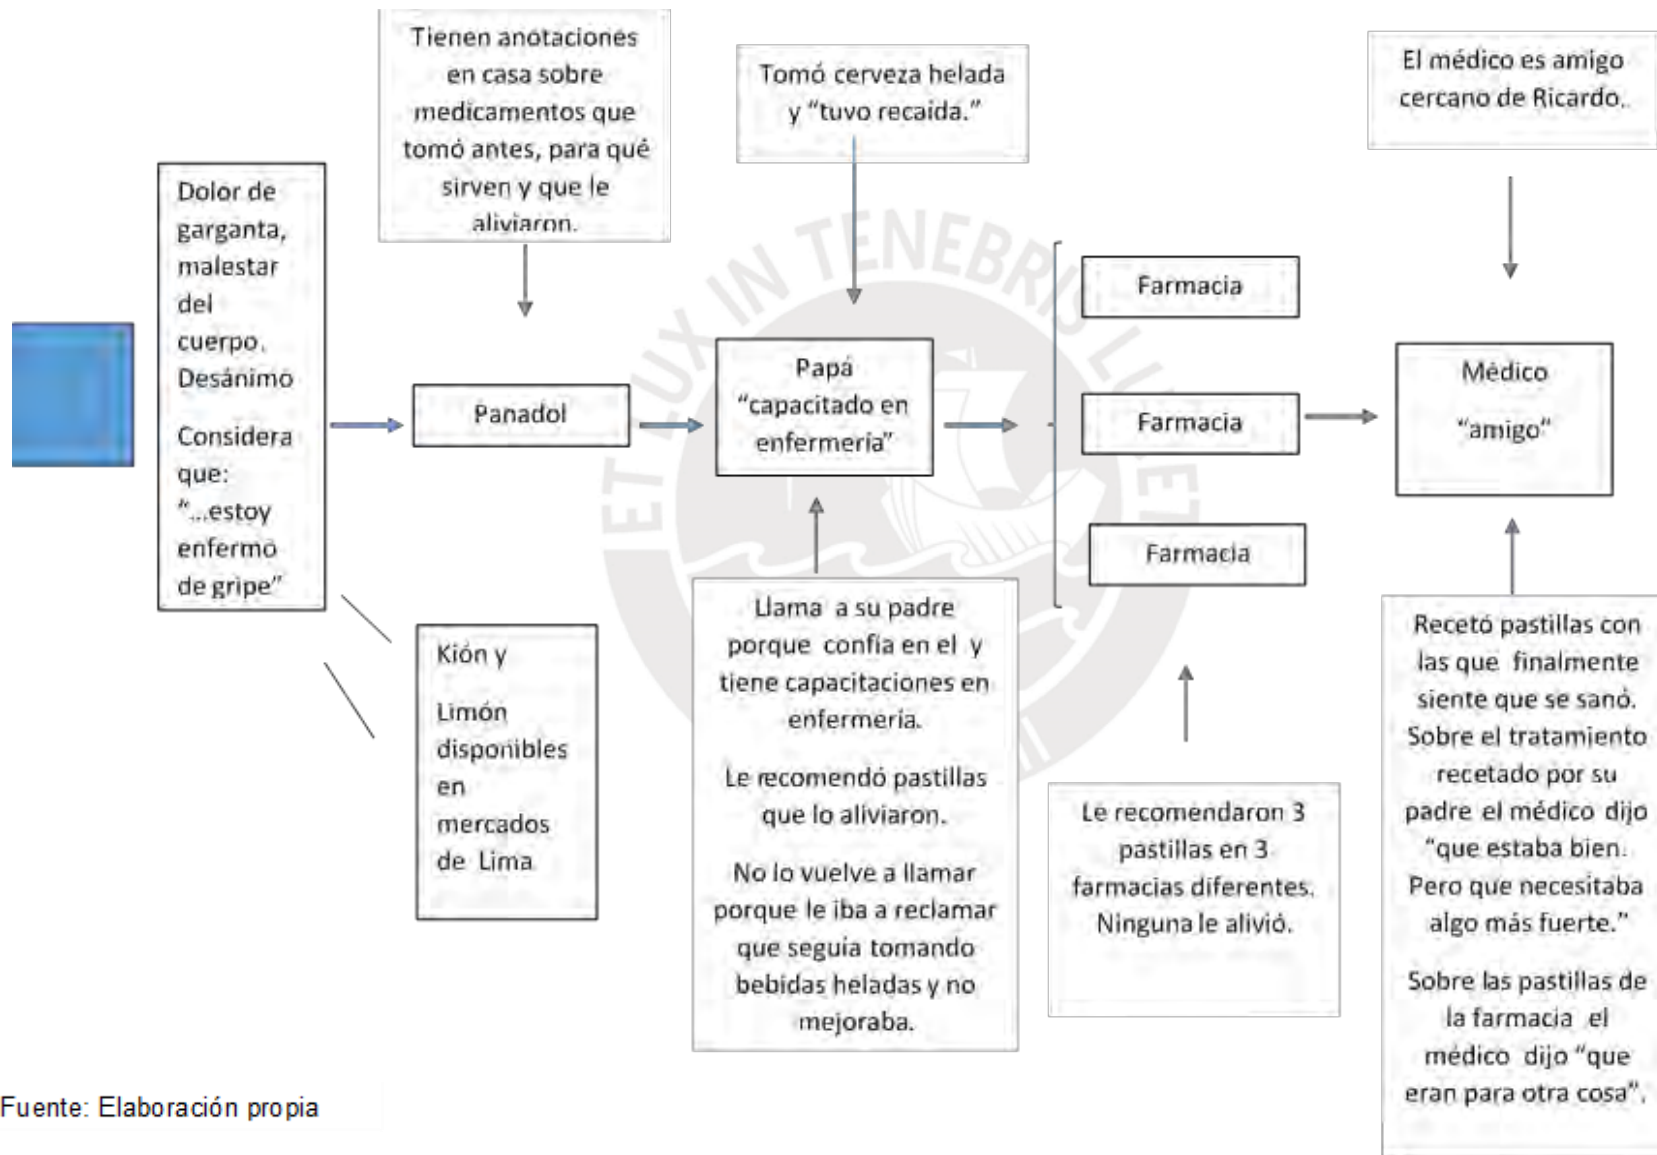 Tienen anotaciones
en casa sobre
medicamentos que
tomó antes, para qué
sirven y que le
aliviaron.
Tomó cerveza helada
y “tuvo recaida.”
El médico es amigo
cercano de Ricardo.
Dolor de
garganta,
malestar
del
cuerpo.
Desánimo
Considera
que:
“...estoy
enfermo
de gripe”
Panadol
Papá
“capacitado en
enfermería”
Farmacia
Farmacia
Farmacia
Médico
“amigo”
Kión y
Limón
disponibles
en
mercados
de Lima
Llama a su padre
porque confía en el y
tiene capacitaciones en
enfermería.
Le recomendó pastillas
que lo aliviaron.
No lo vuelve a llamar
porque le iba a reclamar
que seguia tomando
bebidas heladas y no
mejoraba.
Le recomendaron 3
pastillas en 3
farmacias diferentes.
Ninguna le alivió.
Recetó pastillas con
las que finalmente
siente que se sanó.
Sobre el tratamiento
recetado por su
padre el médico dijo
“que estaba bien.
Pero que necesitaba
algo más fuerte.”
Sobre las pastillas de
la farmacia el
médico dijo “que
eran para otra cosa”.
Fuente: Elaboración propia